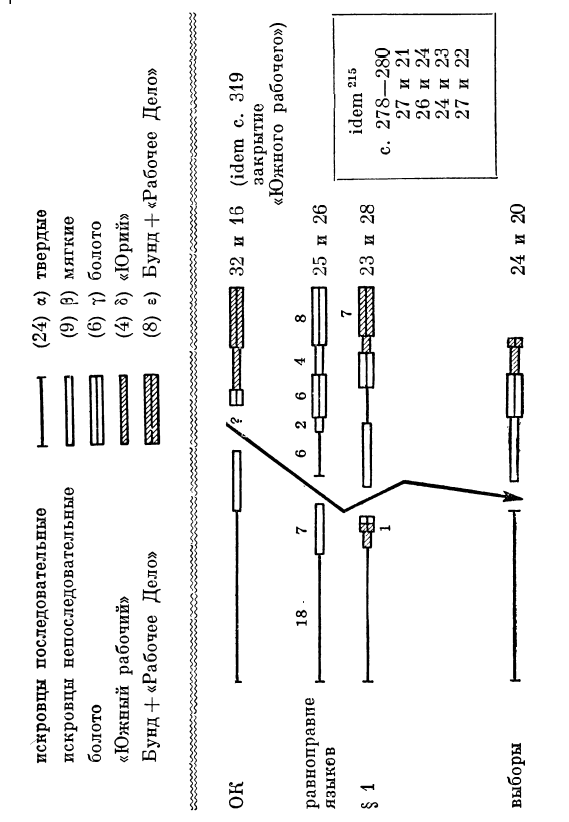 искровцы последовательные (24) α) твердые
искровцы непоследовательные (9) β) мягкие
болото (6) γ) болото
«Южный рабочий» (4) δ) «Юрий»
Бунд + «Рабочее Дело» (8) ε) Бунд + «Рабочее Дело»
ОК ? 32 и 16 (idem с. 319
закрытие
«Южного рабочего»)
18 7 6 2 6 4 8
равноправие
языков 25 и 26
§ 1 1 7 23 и 28
выборы 24 и 20
idem 215
с. 278—280
27 и 21
26 и 24
24 и 23
27 и 22